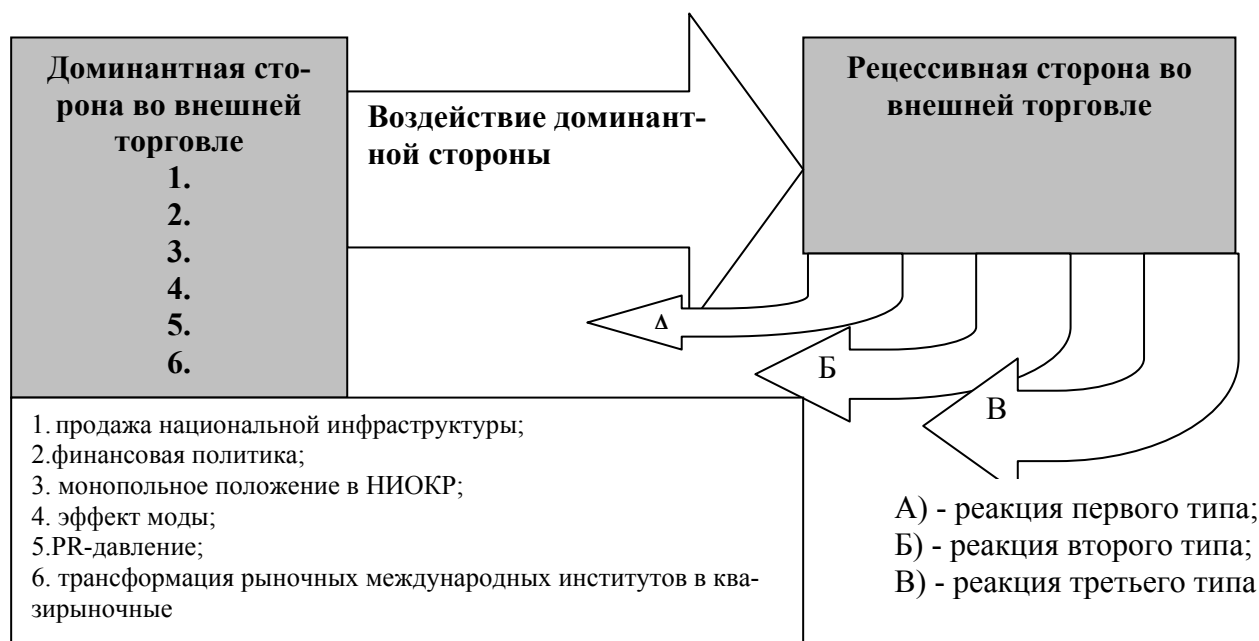 Доминантная сто-
рона во внешней
торговле
1.
2.
3.
4.
5.
6.
Воздействие доминант-
ной стороны
Рецессивная сторона во
внешней торговле
А
Б
В
1. продажа национальной инфраструктуры;
2.финансовая политика;
3. монопольное положение в НИОКР;
4. эффект моды;
5.PR-давление;
6. трансформация рыночных международных институтов в ква-
зирыночные
А) - реакция первого типа;
Б) - реакция второго типа;
В) - реакция третьего типа